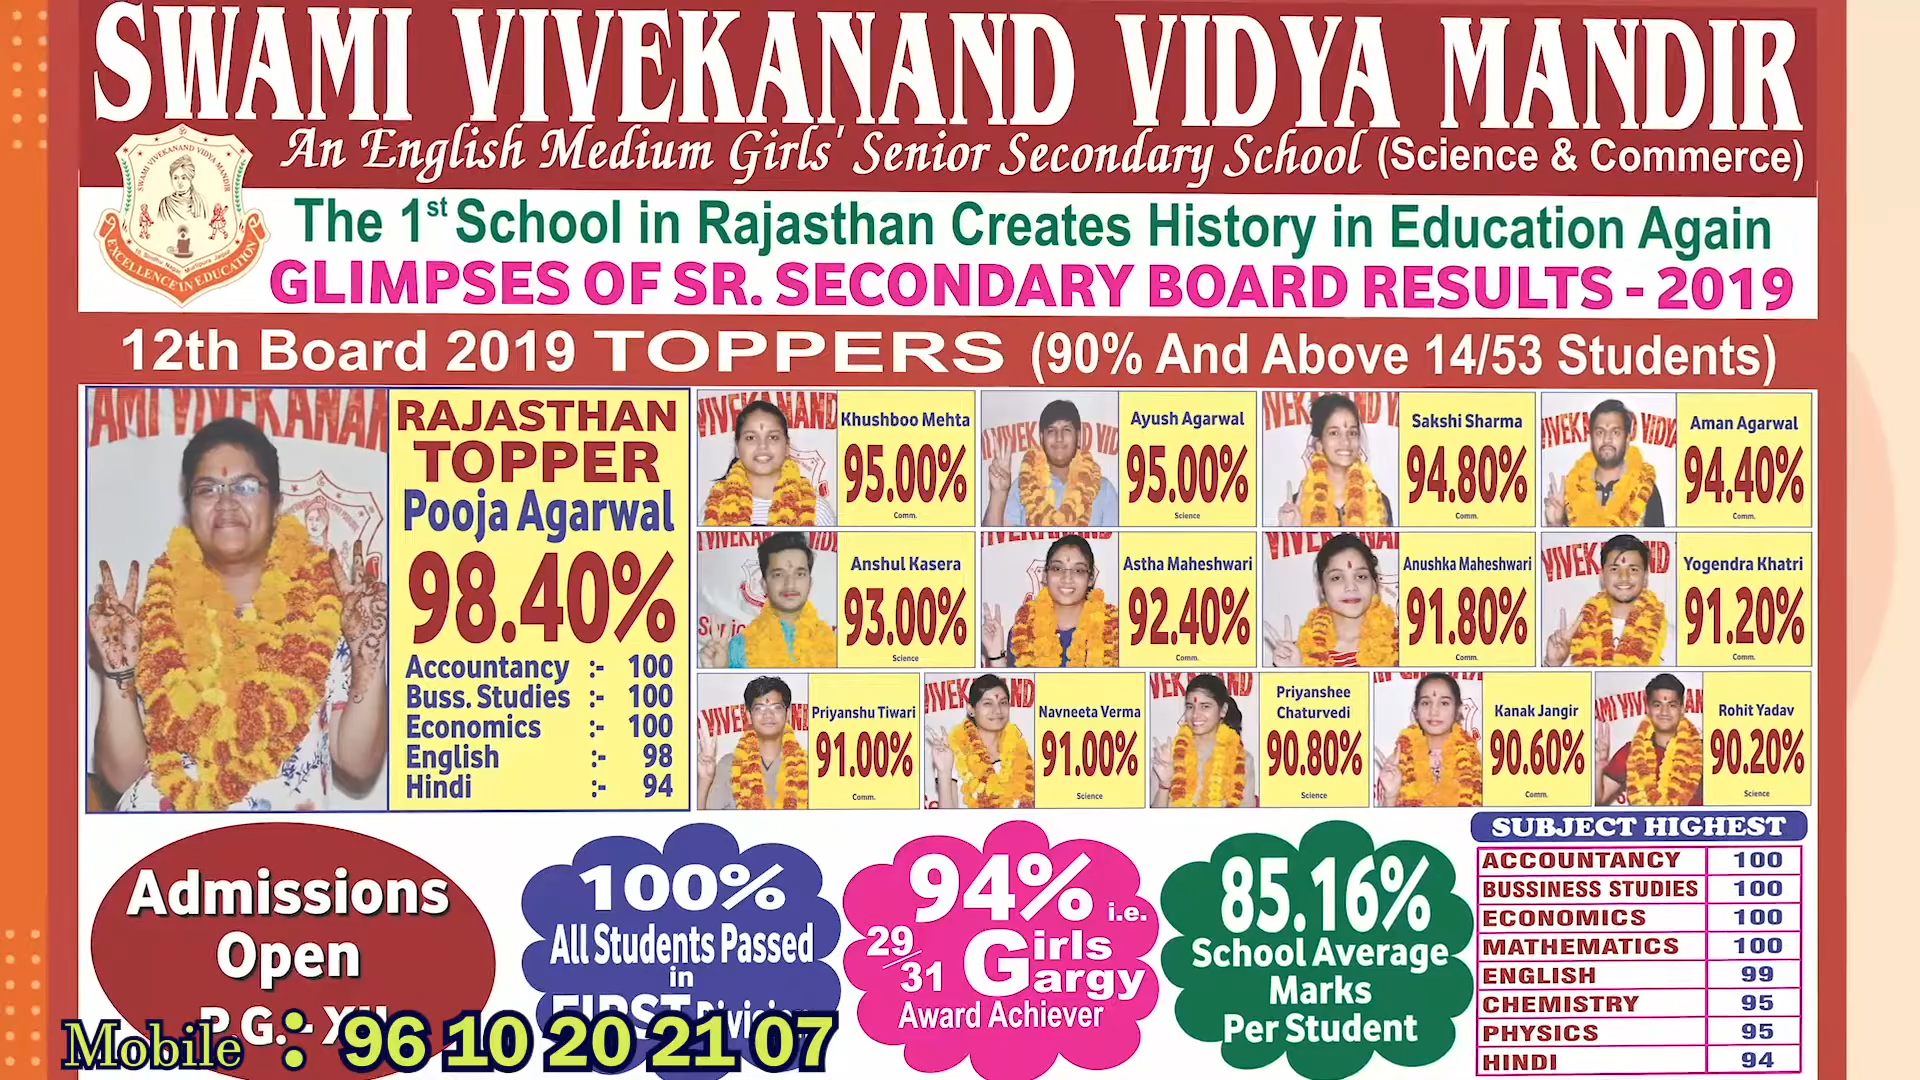 SWAMI VIVEKANAND VIDYA MANDIR
An English Medium Girls' Senior Secondary School (Science & Commerce)
SWAMI VIVEKANAND VIDYA MANDIR
EXCELLENCE IN EDUCATION
The 1st School in Rajasthan Creates History in Education Again
GLIMPSES OF SR. SECONDARY BOARD RESULTS - 2019
12th Board 2019 TOPPERS (90% And Above 14/53 Students)
RAJASTHAN
TOPPER
Pooja Agarwal
98.40%
Accountancy :- 100
Buss. Studies :- 100
Economics :- 100
English :- 98
Hindi :- 94
Khushboo Mehta
95.00%
Comm.
Ayush Agarwal
95.00%
Science
Sakshi Sharma
94.80%
Comm.
Aman Agarwal
94.40%
Comm.
Anshul Kasera
93.00%
Science
Astha Maheshwari
92.40%
Comm.
Anushka Maheshwari
91.80%
Comm.
Yogendra Khatri
91.20%
Comm.
Priyanshu Tiwari
91.00%
Comm.
Navneeta Verma
91.00%
Science
Priyanshee
Chaturvedi
90.80%
Science
Kanak Jangir
90.60%
Comm.
Rohit Yadav
90.20%
Science
Admissions
Open
P.G.:- XII
100%
All Students Passed
in
FIRST Division
94% i.e.
29/31 Girls
Gargy
Award Achiever
85.16%
School Average
Marks
Per Student
SUBJECT HIGHEST
ACCOUNTANCY 100
BUSSINESS STUDIES 100
ECONOMICS 100
MATHEMATICS 100
ENGLISH 99
CHEMISTRY 95
PHYSICS 95
HINDI 94
Mobile : 96 10 20 21 07